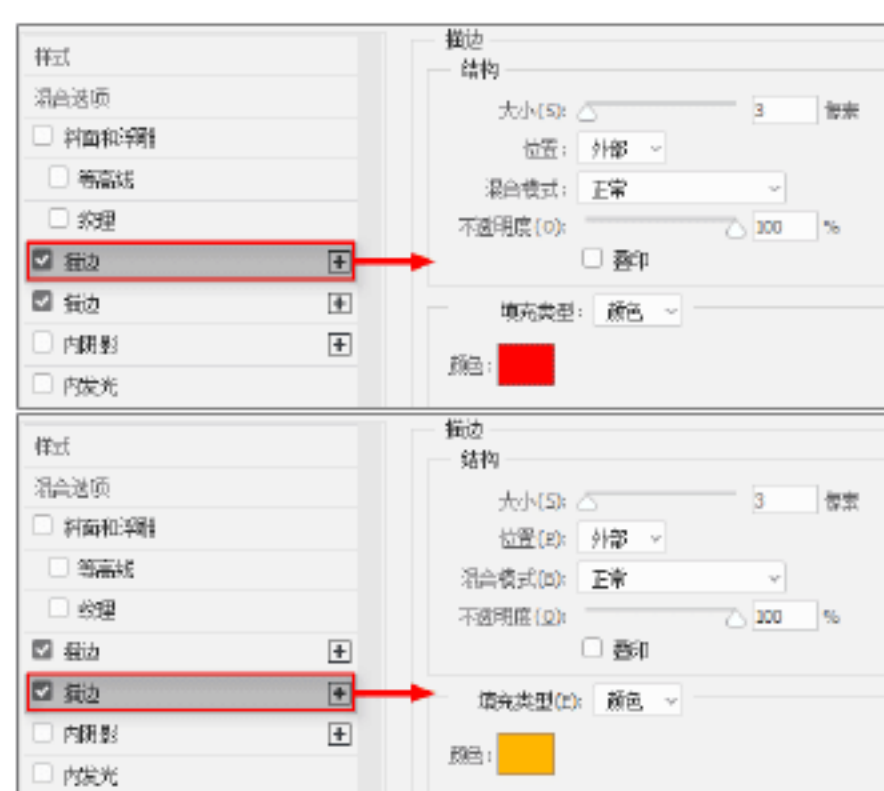 样式
混合选项
斜面和浮雕
等高线
纹理
描边
描边
内阴影
内发光
描边
结构
大小(S): 3 像素
位置: 外部
混合模式: 正常
不透明度(O): 100 %
叠印
填充类型: 颜色
颜色:
样式
混合选项
斜面和浮雕
等高线
纹理
描边
描边
内阴影
内发光
描边
结构
大小(S): 3 像素
位置(P): 外部
混合模式(B): 正常
不透明度(O): 100 %
叠印
填充类型(E): 颜色
颜色: